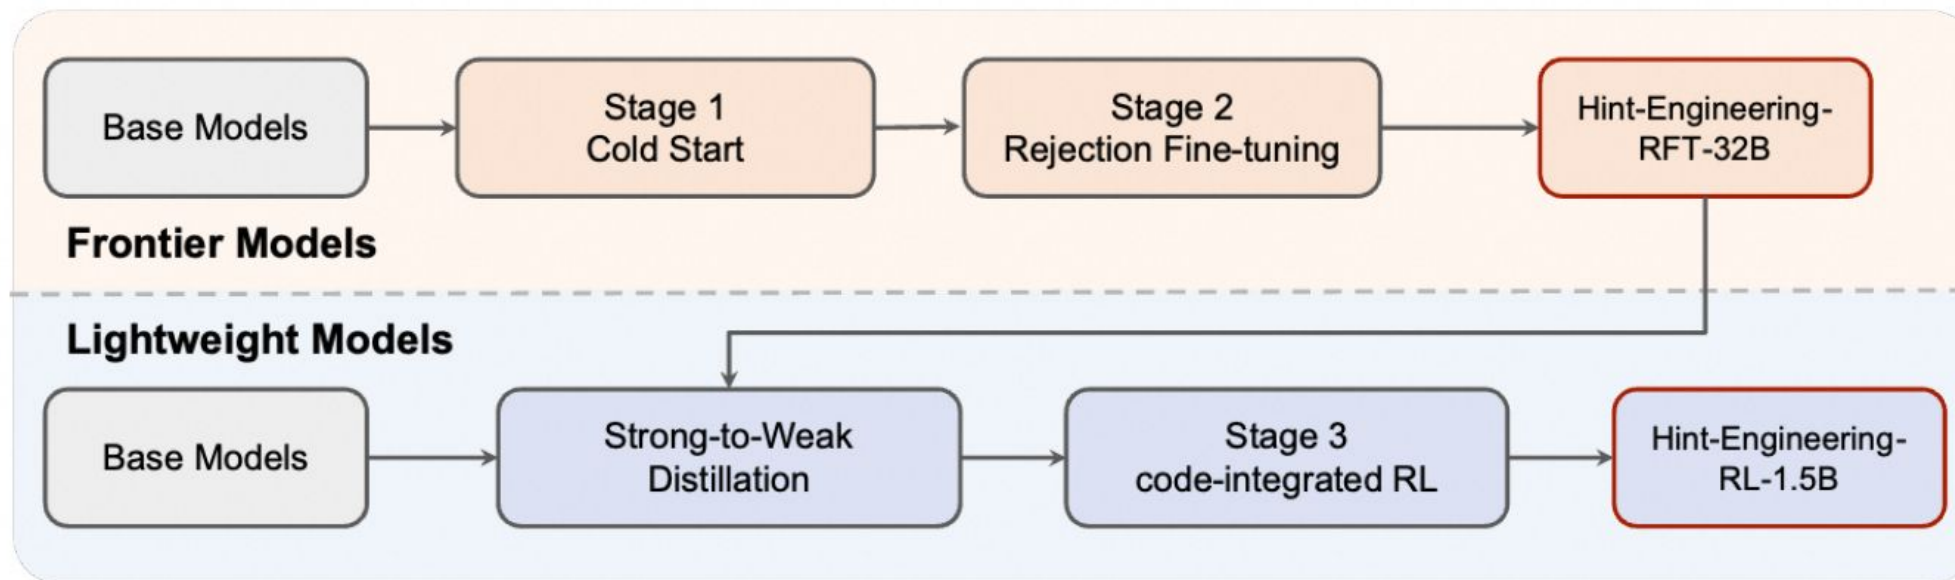 Base Models
Stage 1
Cold Start
Stage 2
Rejection Fine-tuning
Hint-Engineering-
RFT-32B
Frontier Models
Lightweight Models
Base Models
Strong-to-Weak
Distillation
Stage 3
code-integrated RL
Hint-Engineering-
RL-1.5B